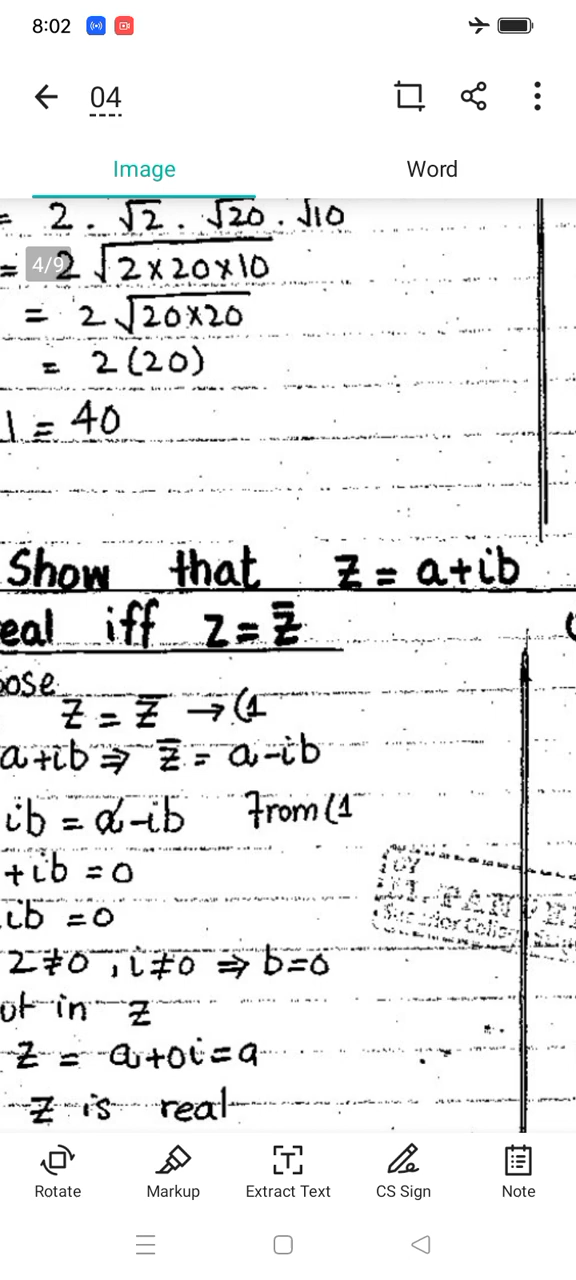 8:02
04
Image Word
= 2 . √2 . √20 . √10
4/9
= 2 √2×20×10
= 2 √20×20
= 2(20)
| = 40
Show that z = a+ib
eal iff z = z̅
pose
z = z̅ → (1
a+ib ⇒ z̅ = a-ib
ib = a-ib from (1
+ib = 0
ib = 0
2≠0 , i≠0 ⇒ b=0
ut in z
z = a+oi = a
z is real
Rotate Markup Extract Text CS Sign Note